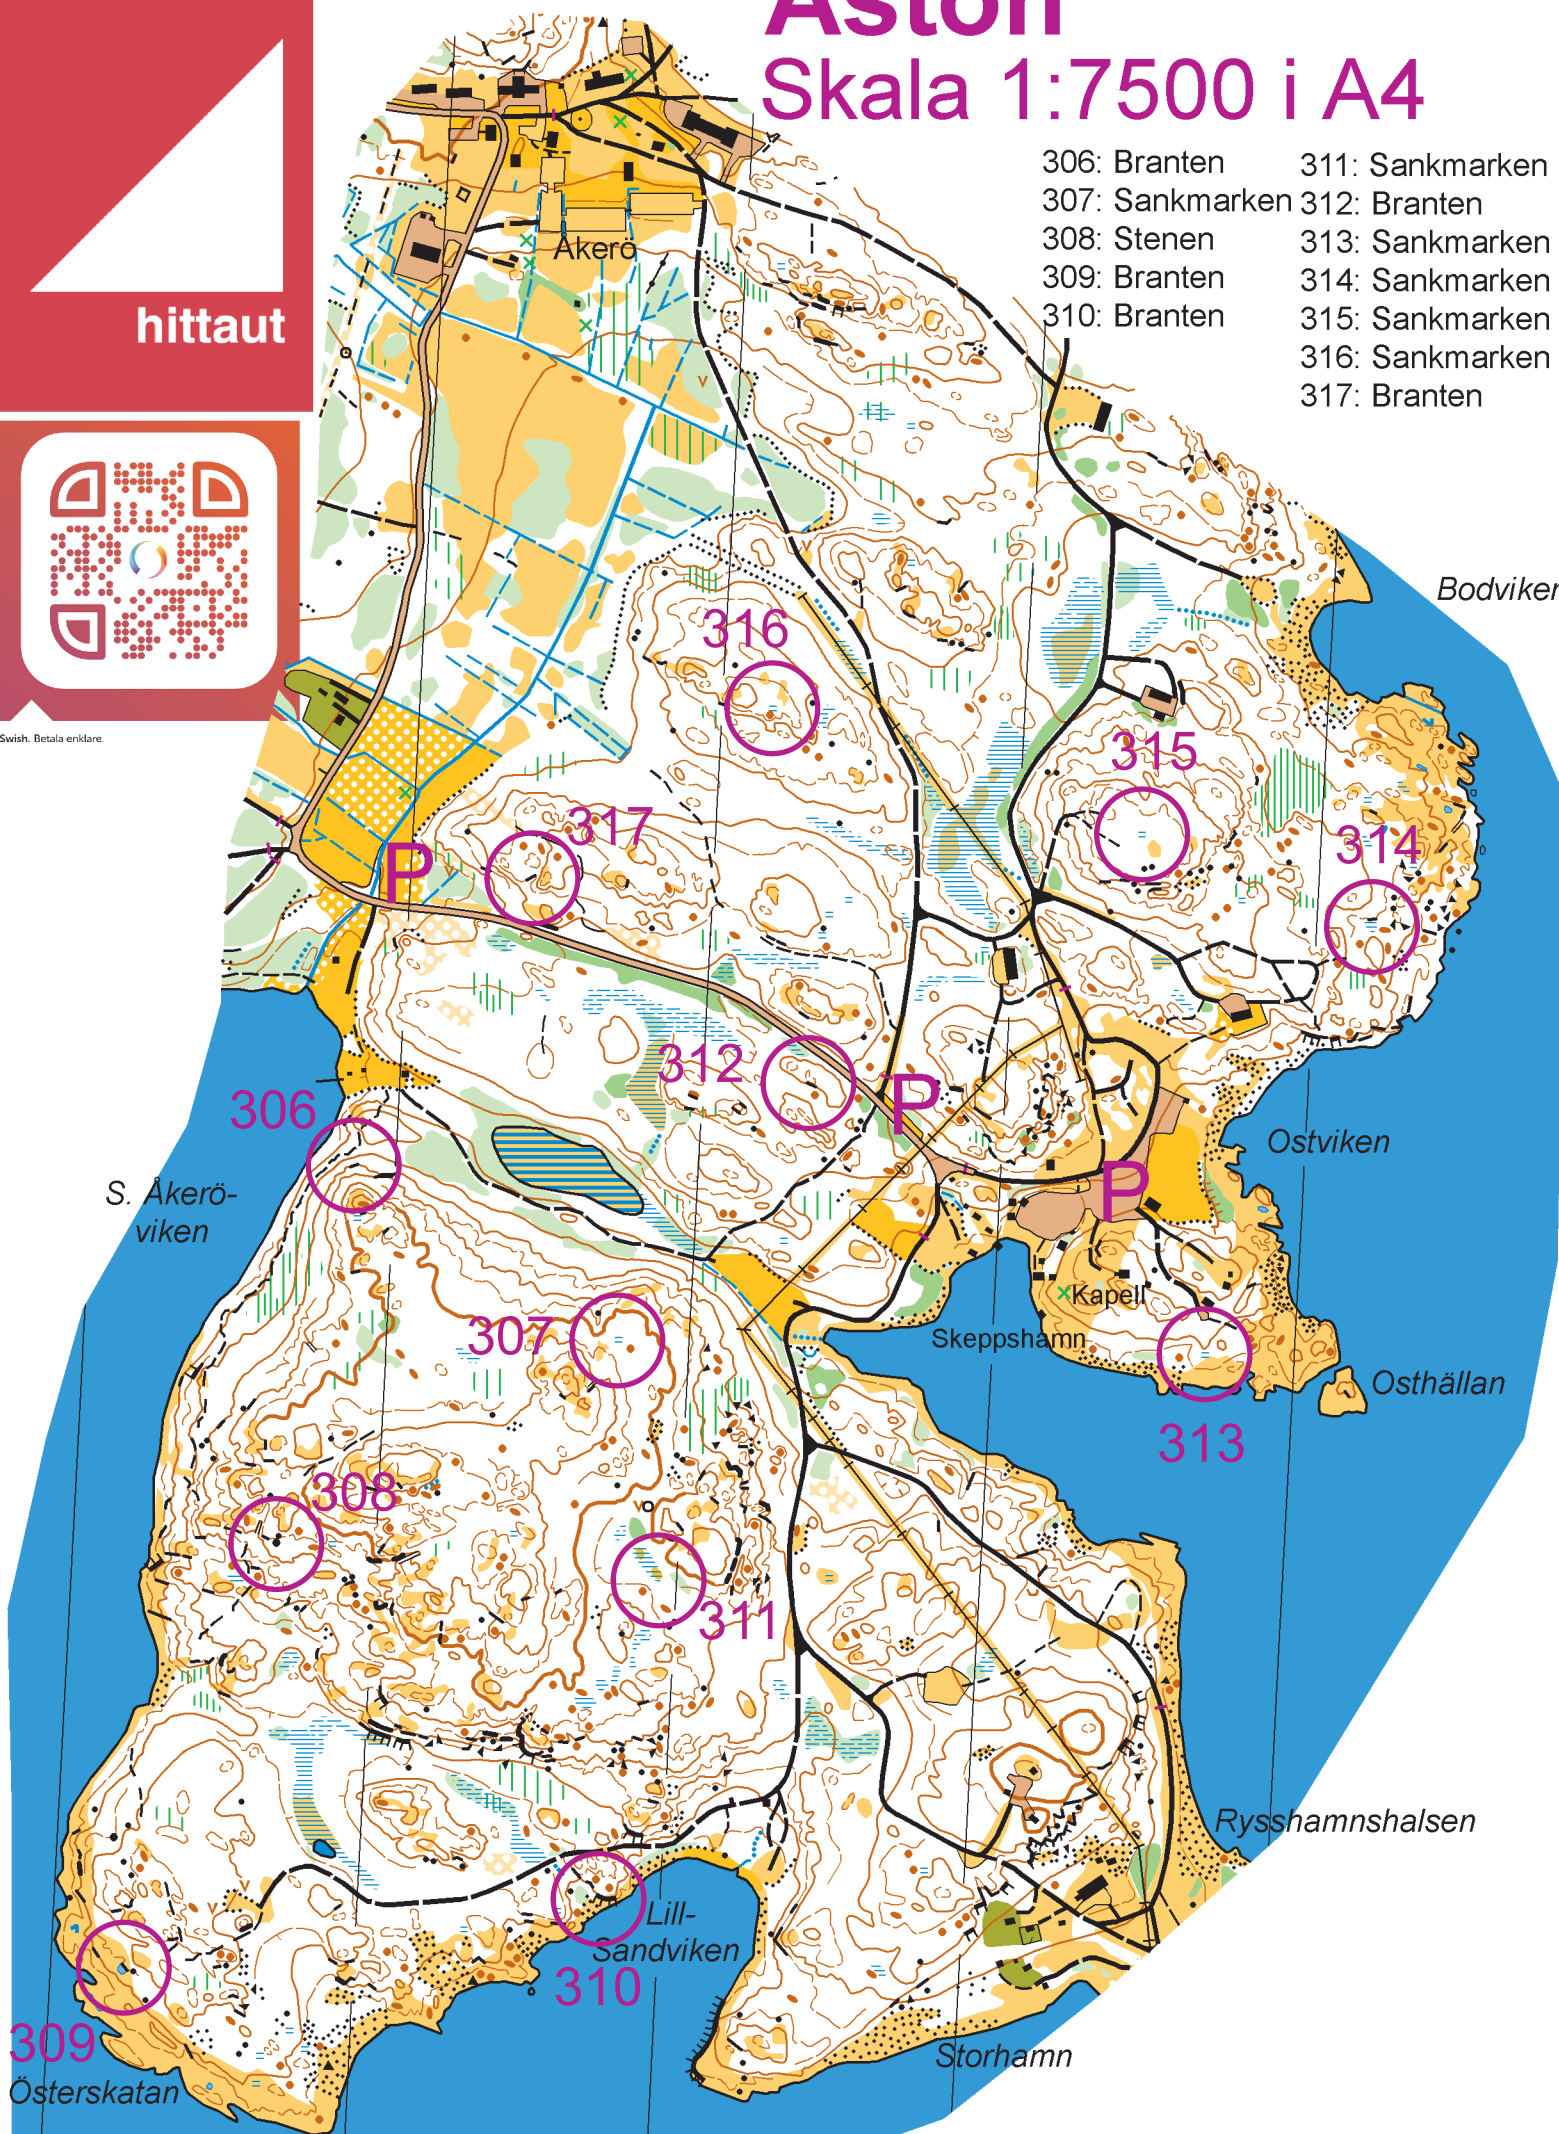 Skala 1:7500 i A4
306: Branten
307: Sankmarken
308: Stenen
309: Branten
310: Branten
311: Sankmarken
312: Branten
313: Sankmarken
314: Sankmarken
315: Sankmarken
316: Sankmarken
317: Branten
hittaut
Swish. Betala enklare.
Åkerö
Bodviken
316
315
317
314
P
312
P
306
Ostviken
P
S. Åkerö-
viken
Kapell
307
Skeppshamn
Osthällan
313
308
311
Rysshamnshalsen
Lill-
Sandviken
310
309
Storhamn
Österskatan